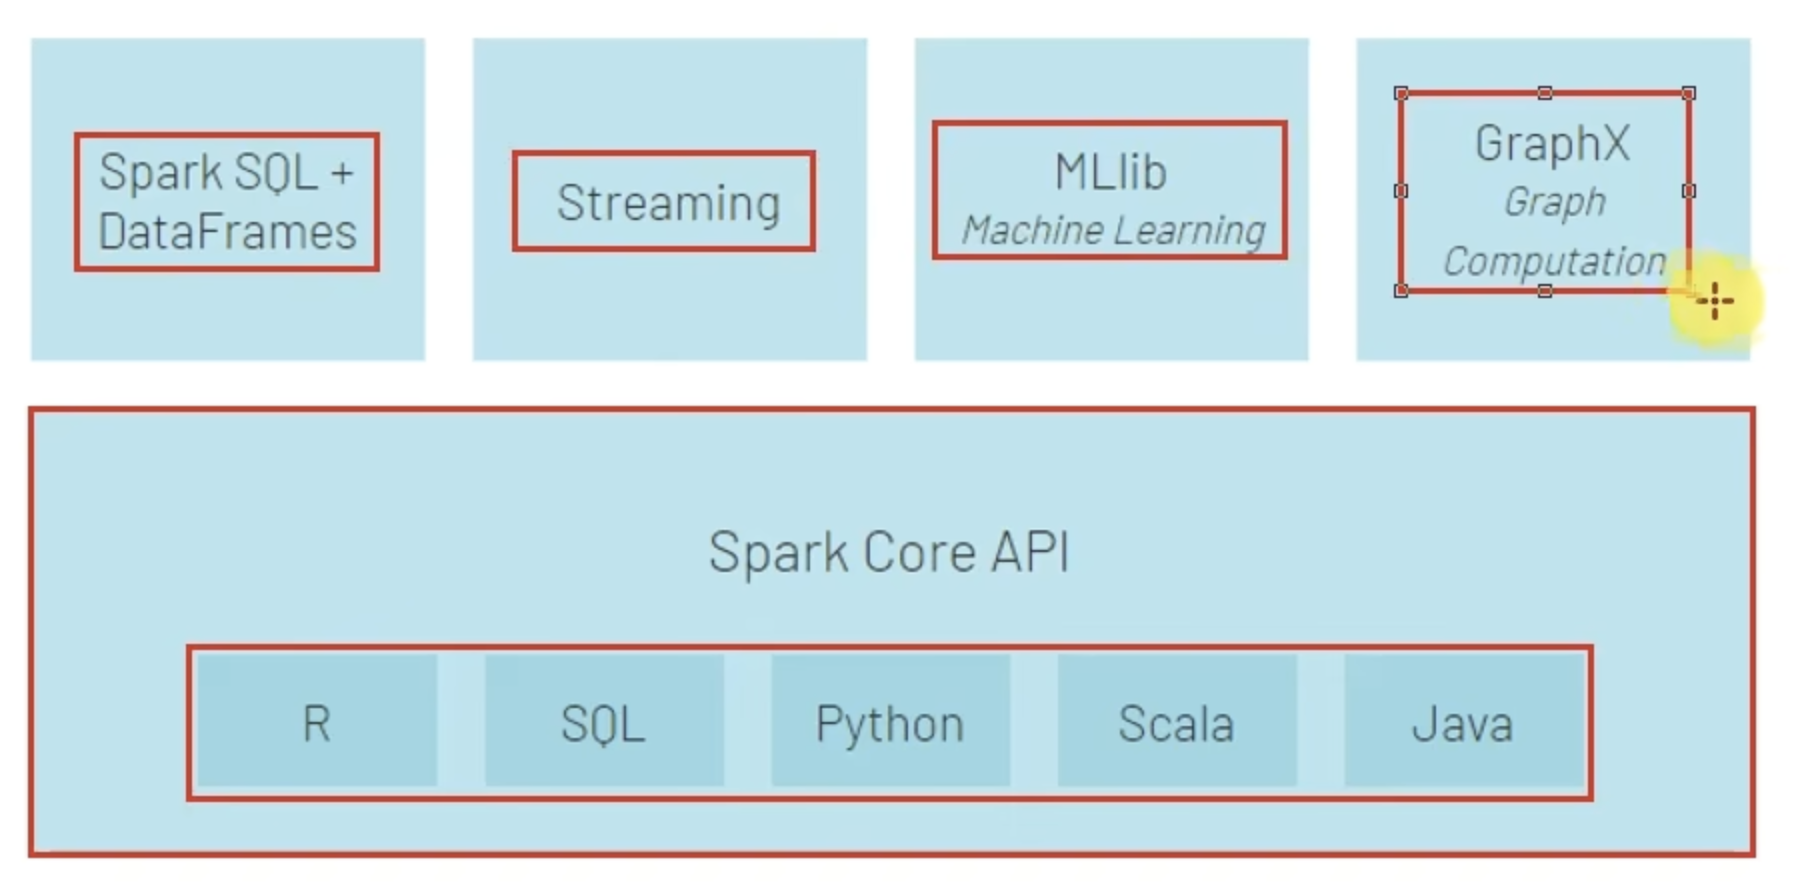 Spark SQL +
DataFrames
Streaming
MLlib
Machine Learning
GraphX
Graph
Computation
Spark Core API
R
SQL
Python
Scala
Java